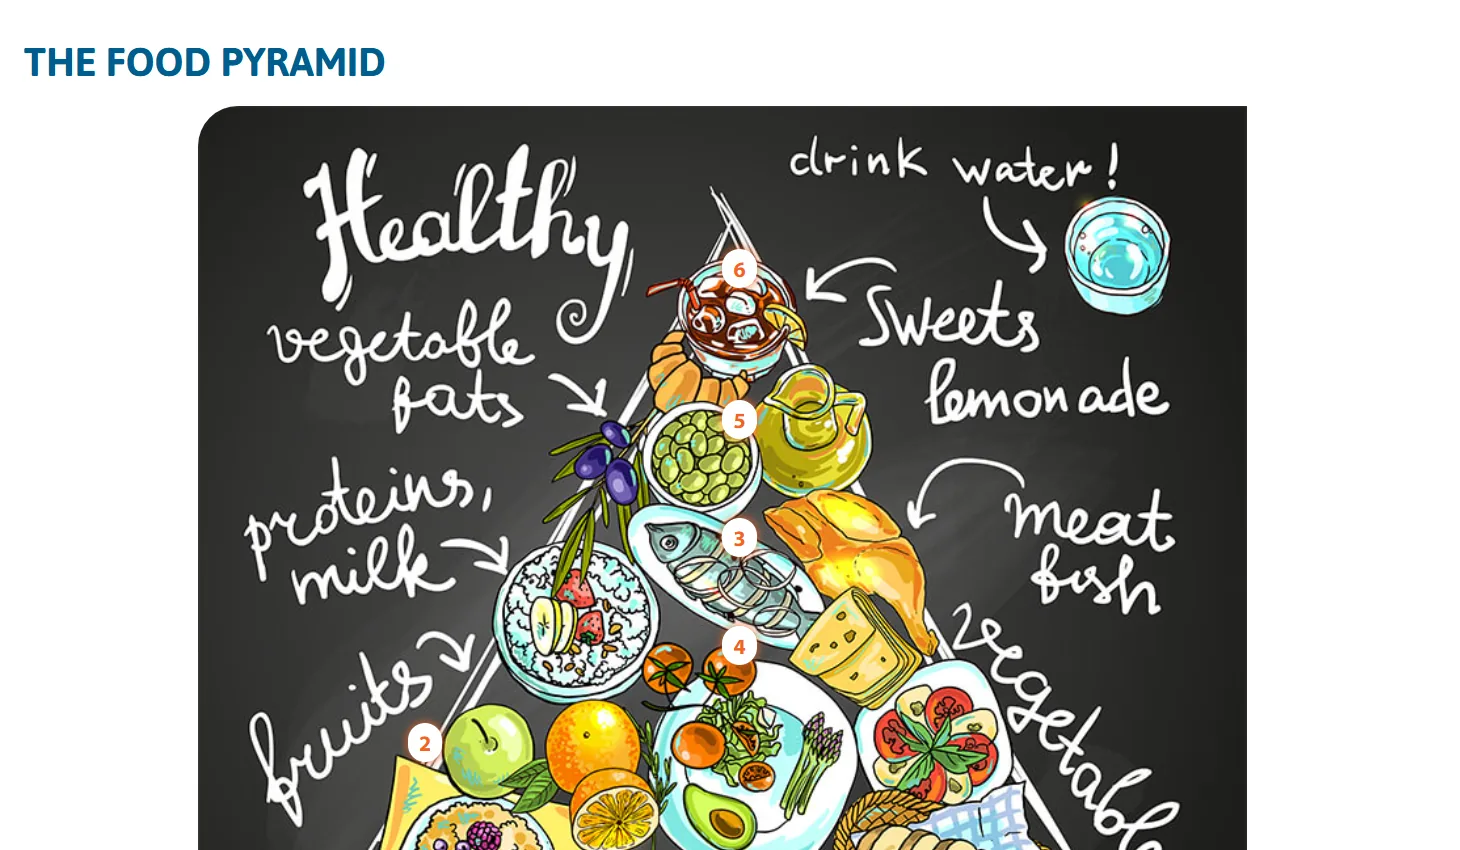 THE FOOD PYRAMID
Healthy
drink water!
vegetable
fats
Sweets
lemonade
proteins,
milk
meat
fish
fruits
vegetable
6
5
3
4
2